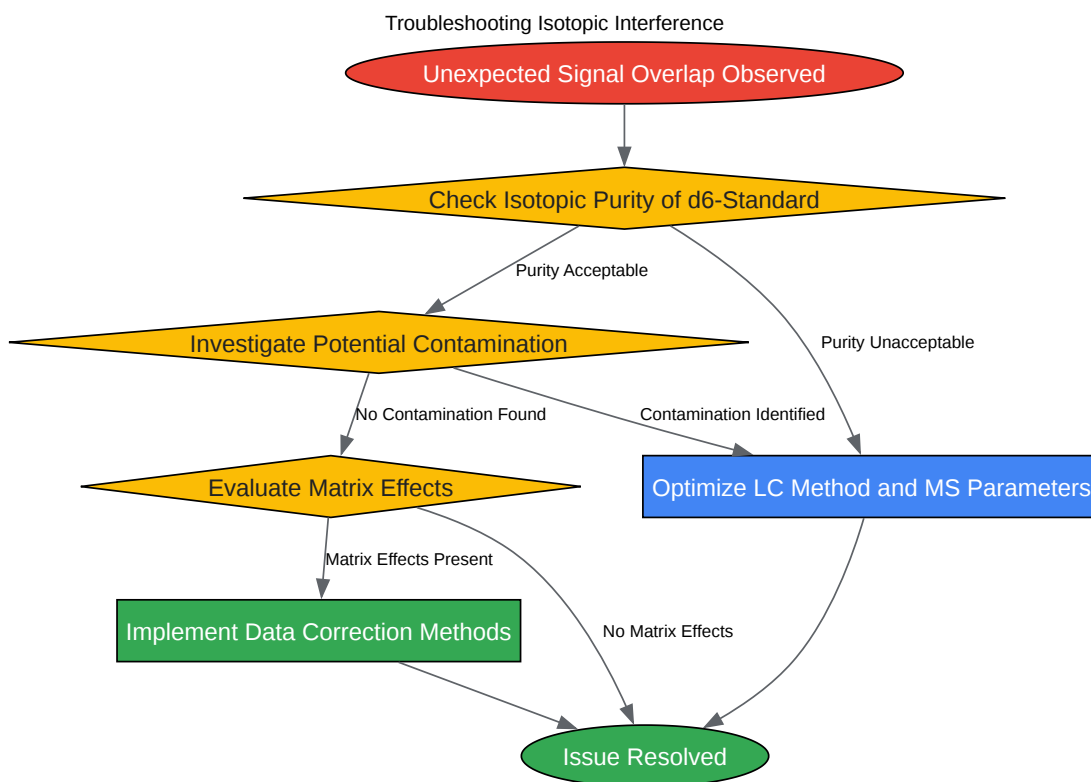 Troubleshooting Isotopic Interference
Unexpected Signal Overlap Observed
Check Isotopic Purity of d6-Standard
Purity Acceptable
Investigate Potential Contamination
Purity Unacceptable
No Contamination Found
Contamination Identified
Evaluate Matrix Effects
Optimize LC Method and MS Parameters
Matrix Effects Present
Implement Data Correction Methods
No Matrix Effects
Issue Resolved